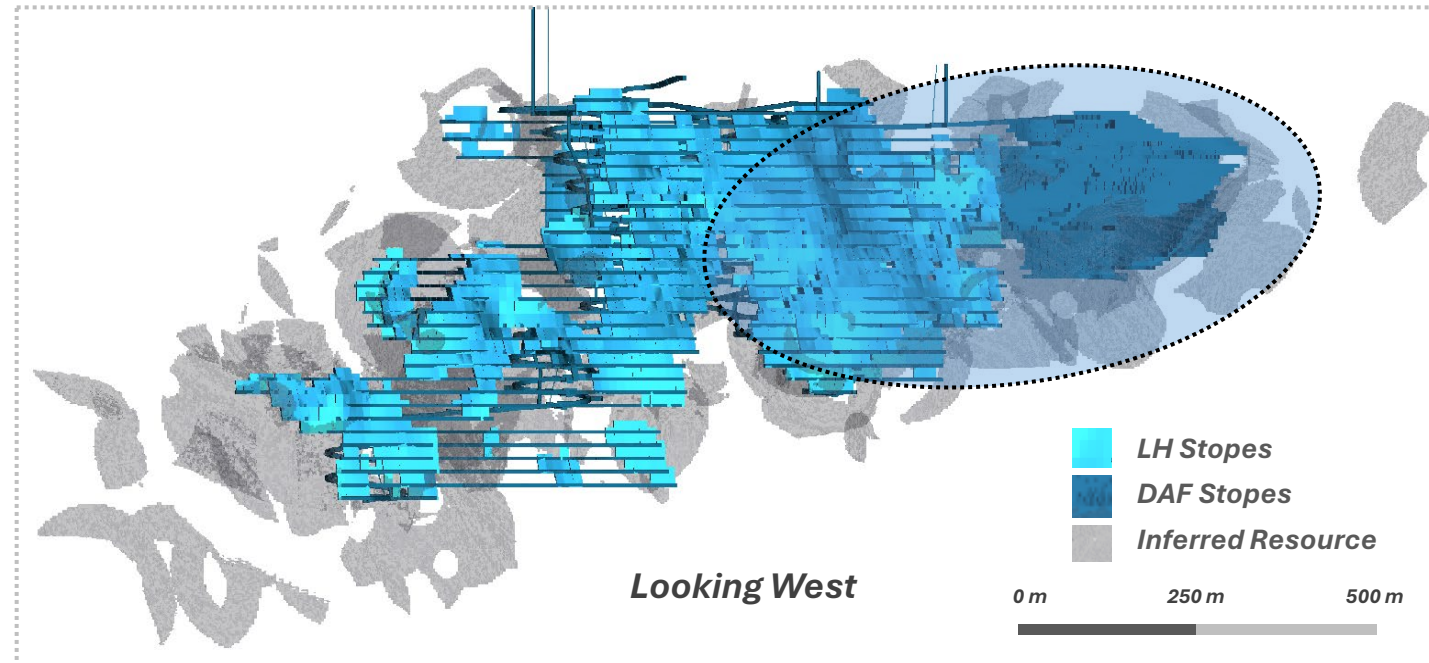 LH Stopes
DAF Stopes
Inferred Resource
Looking West
0 m 250 m 500 m